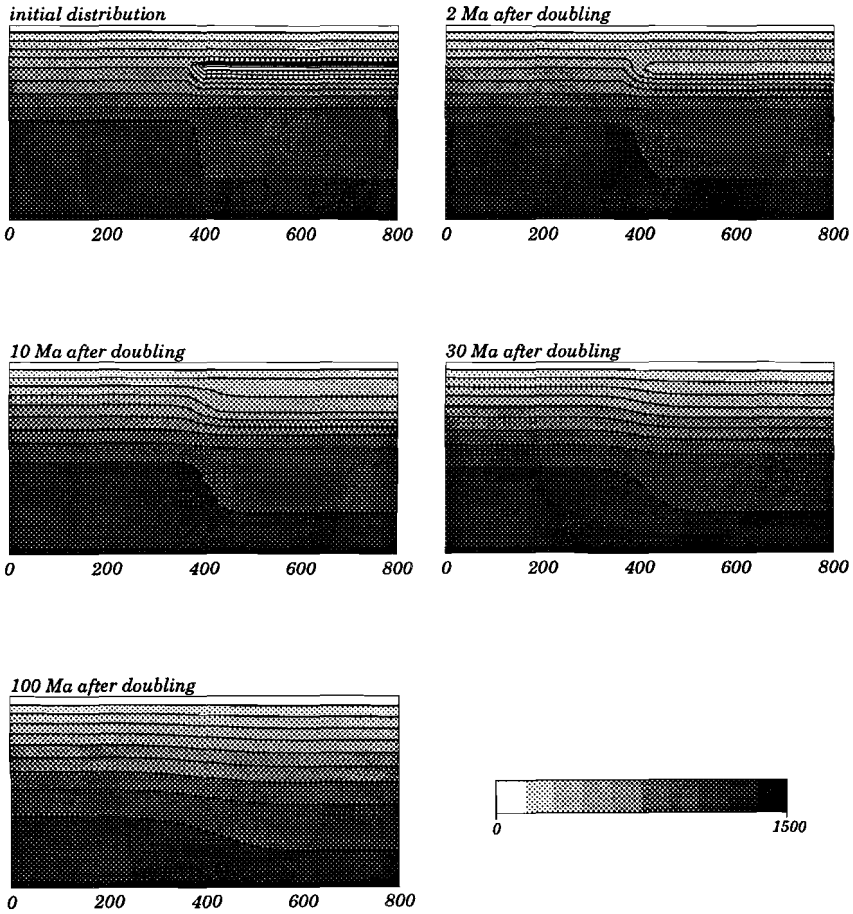 initial distribution
2 Ma after doubling
0 200 400 600 800
0 200 400 600 800
10 Ma after doubling
30 Ma after doubling
0 200 400 600 800
0 200 400 600 800
100 Ma after doubling
0 1500
0 200 400 600 800